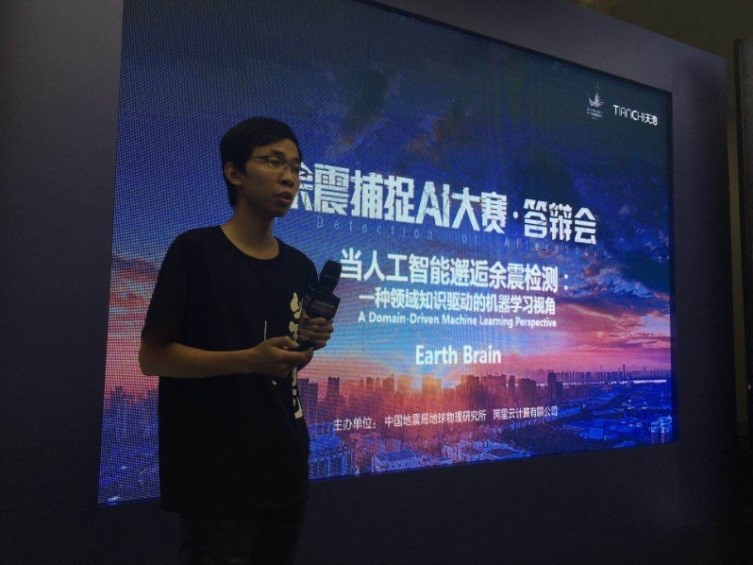 TIANCHI天池
余震捕捉AI大赛·答辩会
Detection of
当人工智能邂逅余震检测：
一种领域知识驱动的机器学习视角
A Domain-Driven Machine Learning Perspective
Earth Brain
主办单位： 中国地震局地球物理研究所 阿里云计算有限公司